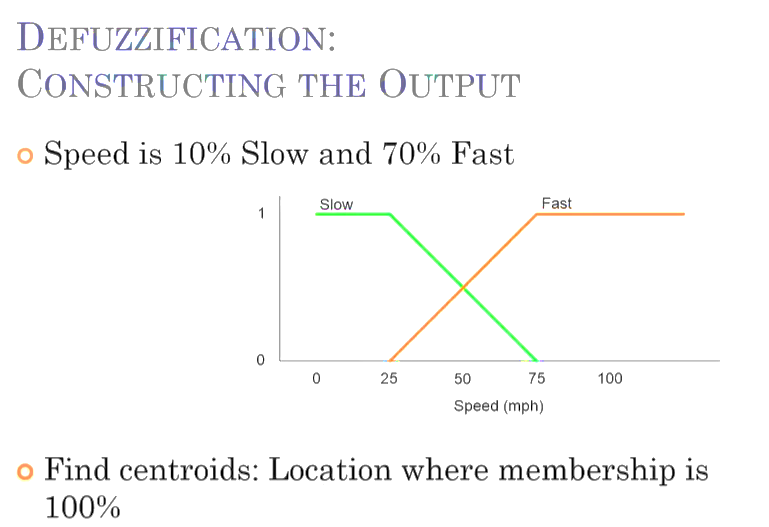 DEFUZZIFICATION:
CONSTRUCTING THE OUTPUT
Speed is 10% Slow and 70% Fast
Slow
Fast
1
0
0 25 50 75 100
Speed (mph)
Find centroids: Location where membership is
100%